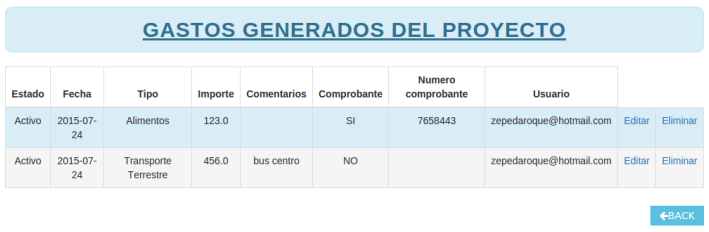 GASTOS GENERADOS DEL PROYECTO
Estado Fecha Tipo Importe Comentarios Comprobante Numero comprobante Usuario
Activo 2015-07-24 Alimentos 123.0 SI 7658443 zepedaroque@hotmail.com Editar Eliminar
Activo 2015-07-24 Transporte Terrestre 456.0 bus centro NO zepedaroque@hotmail.com Editar Eliminar
BACK